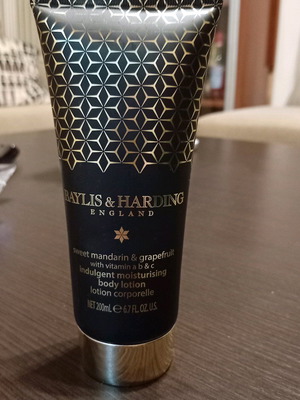 BAYLIS & HARDING
ENGLAND
sweet mandarin & grapefruit
with vitamin a b & c
indulgent moisturising
body lotion
lotion corporelle
NET 200mL ℮ 6.7 FL. OZ. U.S.